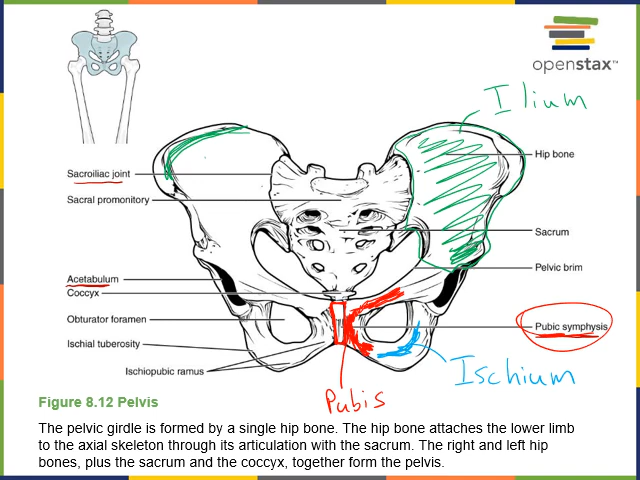 openstax™
Ilium
Hip bone
Sacroiliac joint
Sacral promonitory
Sacrum
Pelvic brim
Acetabulum
Coccyx
Obturator foramen
Pubic symphysis
Ischial tuberosity
Ischiopubic ramus
Ischium
Pubis
Figure 8.12 Pelvis
The pelvic girdle is formed by a single hip bone. The hip bone attaches the lower limb
to the axial skeleton through its articulation with the sacrum. The right and left hip
bones, plus the sacrum and the coccyx, together form the pelvis.